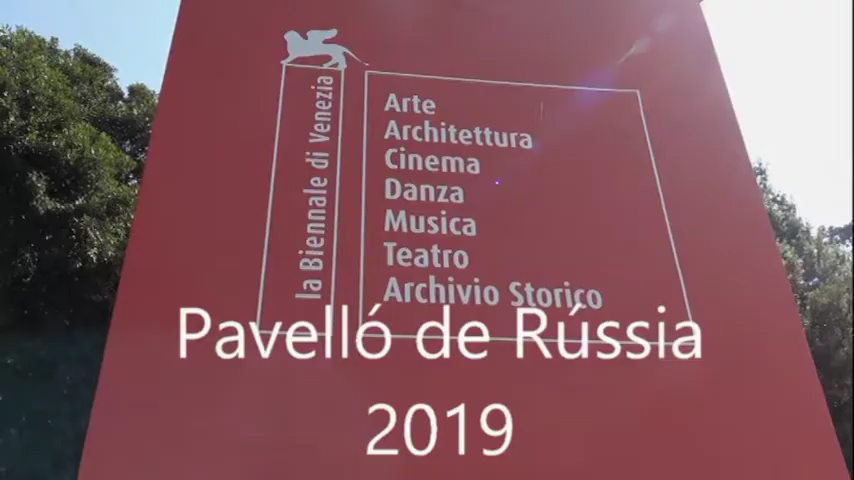 la Biennale di Venezia
Arte
Architettura
Cinema
Danza
Musica
Teatro
Archivio Storico
Pavelló de Rússia
2019